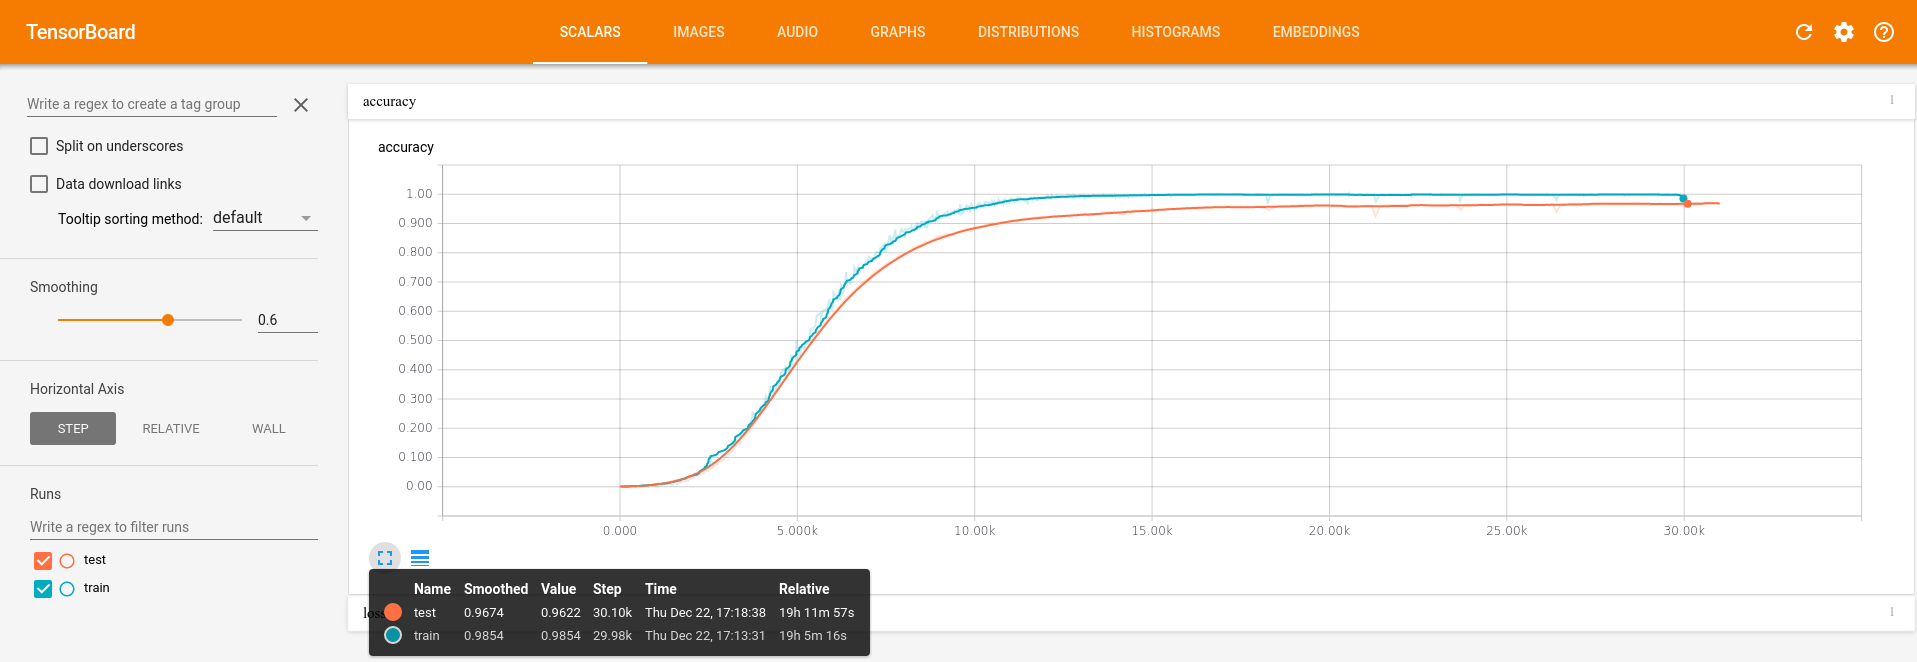 TensorBoard SCALARS IMAGES AUDIO GRAPHS DISTRIBUTIONS HISTOGRAMS EMBEDDINGS
Write a regex to create a tag group
Split on underscores
Data download links
Tooltip sorting method: default
Smoothing
0.6
Horizontal Axis
STEP RELATIVE WALL
Runs
Write a regex to filter runs
test
train
accuracy 1
accuracy
1.00
0.900
0.800
0.700
0.600
0.500
0.400
0.300
0.200
0.100
0.00
0.000 5.000k 10.00k 15.00k 20.00k 25.00k 30.00k
loss 1
Name Smoothed Value Step Time Relative
test 0.9674 0.9622 30.10k Thu Dec 22, 17:18:38 19h 11m 57s
train 0.9854 0.9854 29.98k Thu Dec 22, 17:13:31 19h 5m 16s